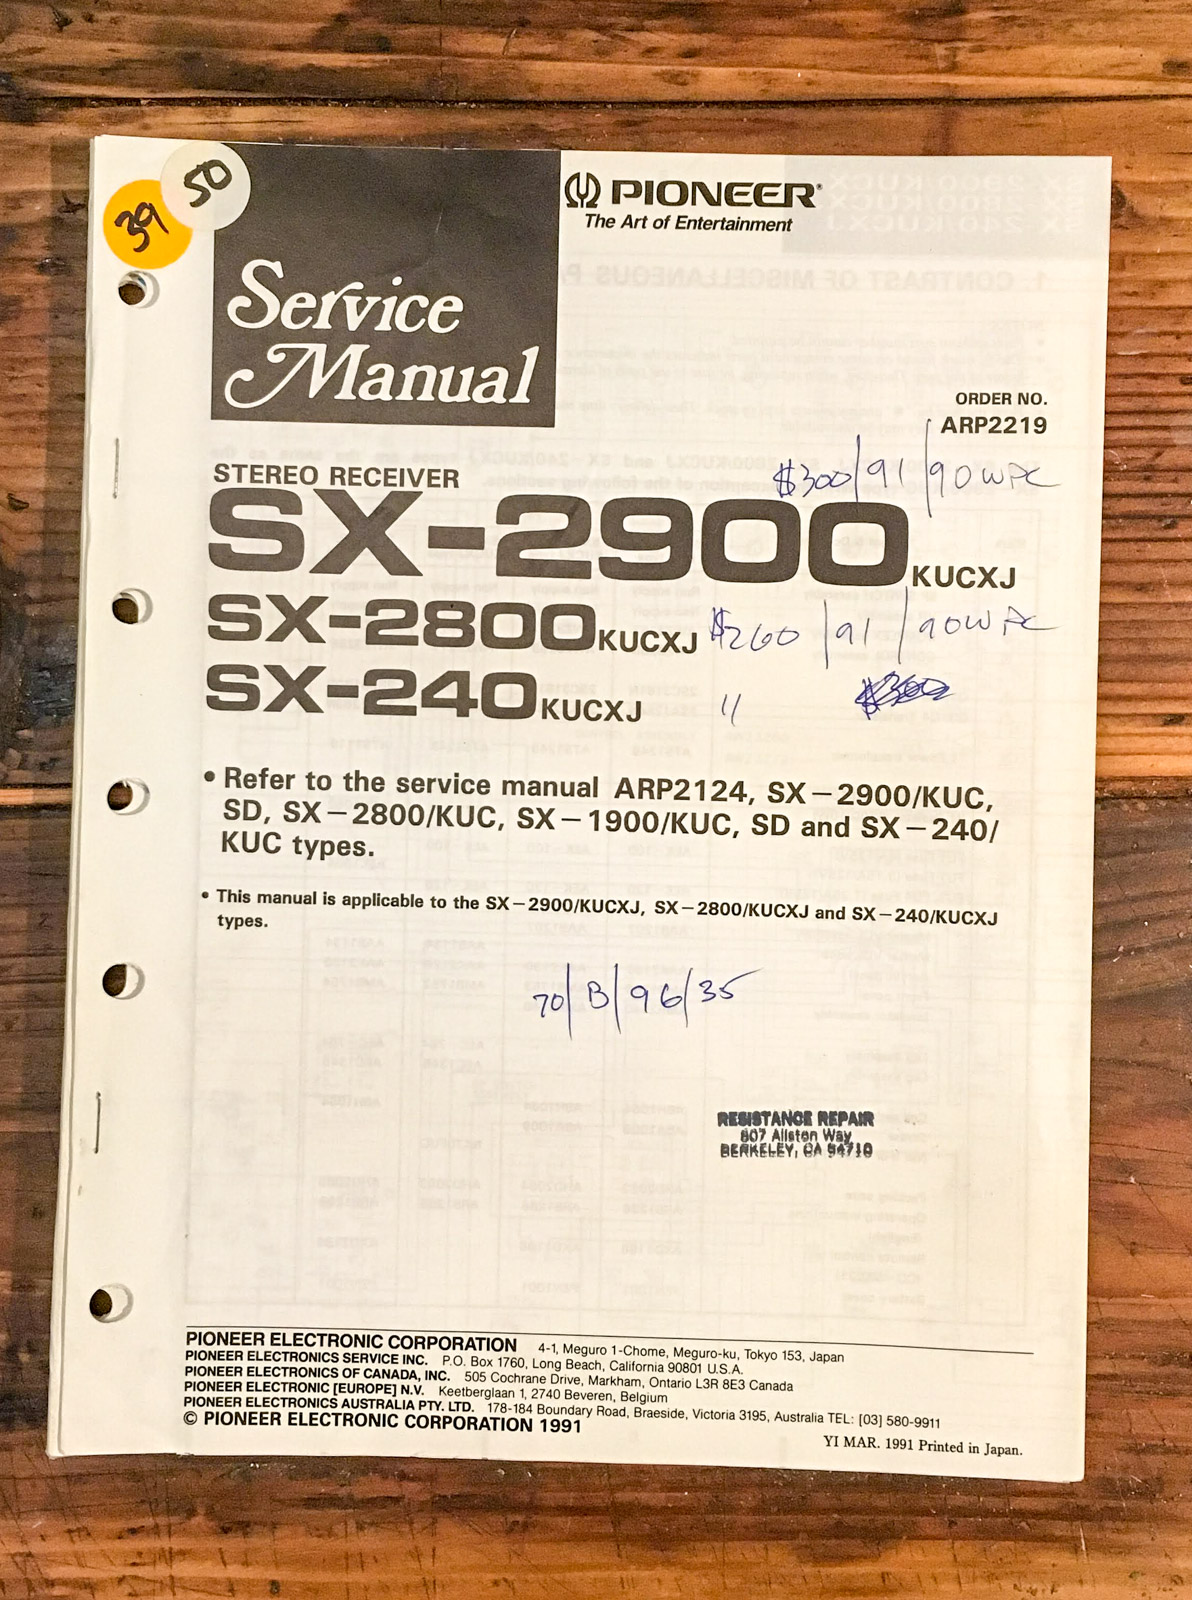 50
39
PIONEER®
The Art of Entertainment
Service
Manual
ORDER NO.
ARP2219
$300/91/90WPC
STEREO RECEIVER
SX-2900 KUCXJ
SX-2800 KUCXJ $260/91/90WPC
SX-240 KUCXJ 11 $300
• Refer to the service manual ARP2124, SX-2900/KUC,
SD, SX-2800/KUC, SX-1900/KUC, SD and SX-240/
KUC types.
• This manual is applicable to the SX-2900/KUCXJ, SX-2800/KUCXJ and SX-240/KUCXJ
types.
70/B/96/35
RESISTANCE REPAIR
807 Allston Way
BERKELEY, CA 94710
PIONEER ELECTRONIC CORPORATION 4-1, Meguro 1-Chome, Meguro-ku, Tokyo 153, Japan
PIONEER ELECTRONICS SERVICE INC. P.O. Box 1760, Long Beach, California 90801 U.S.A.
PIONEER ELECTRONICS OF CANADA, INC. 505 Cochrane Drive, Markham, Ontario L3R 8E3 Canada
PIONEER ELECTRONIC [EUROPE] N.V. Keetberglaan 1, 2740 Beveren, Belgium
PIONEER ELECTRONICS AUSTRALIA PTY. LTD. 178-184 Boundary Road, Braeside, Victoria 3195, Australia TEL: [03] 580-9911
© PIONEER ELECTRONIC CORPORATION 1991
YI MAR. 1991 Printed in Japan.